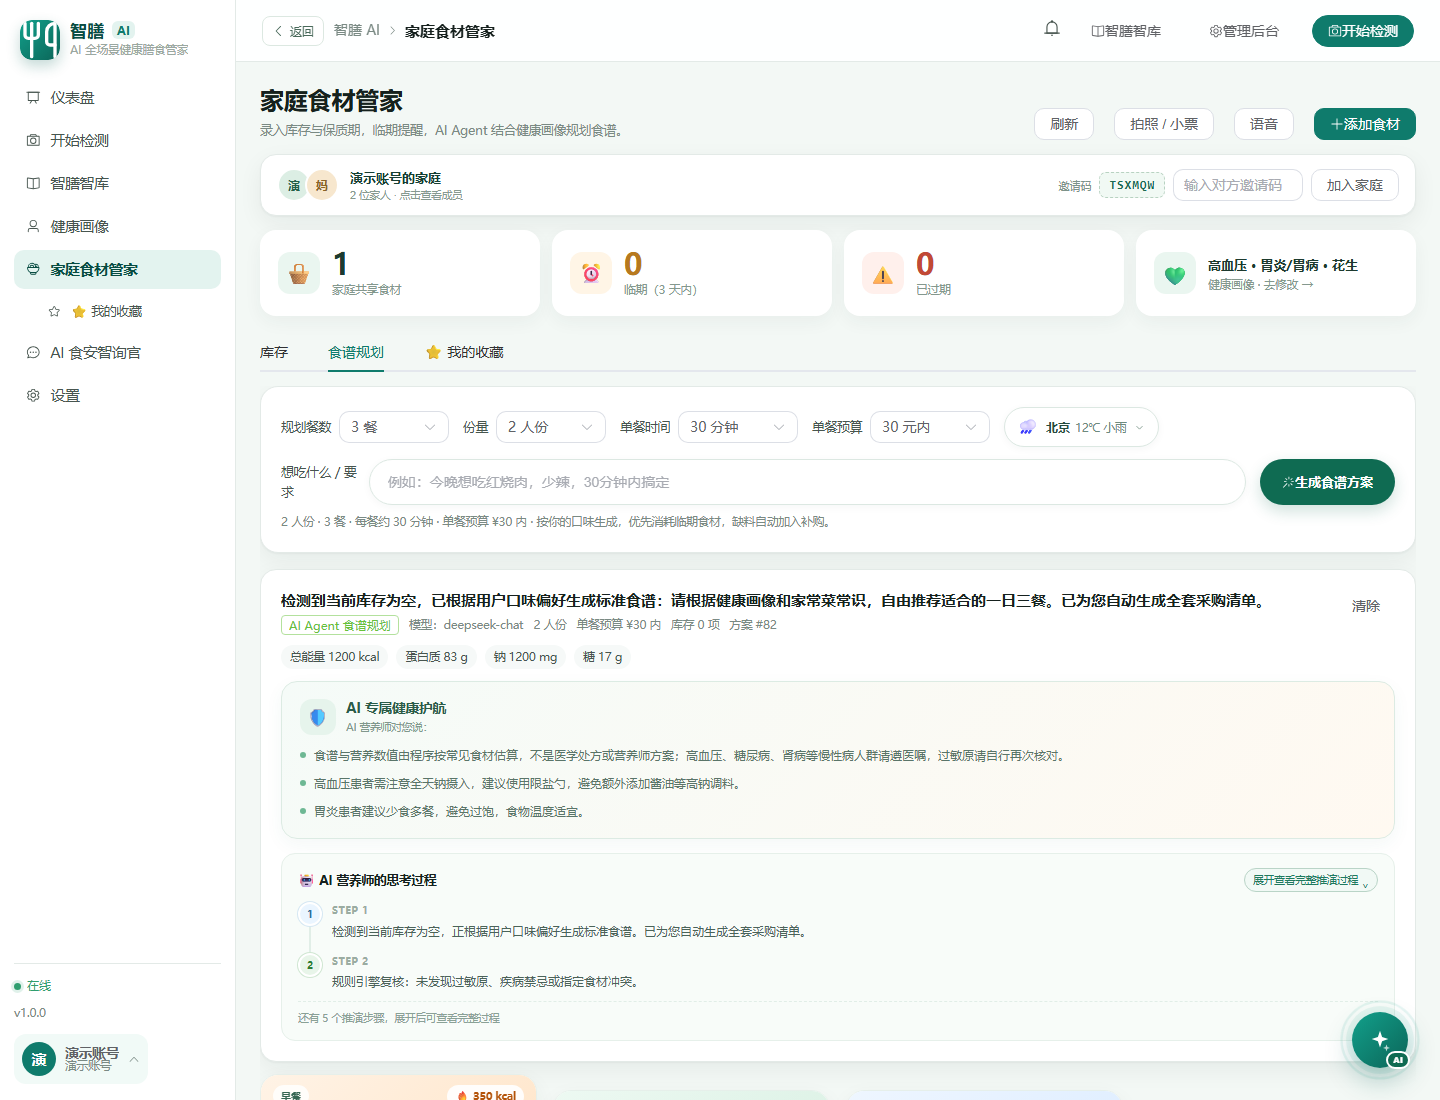 智膳 AI
AI 全场景健康膳食管家
仪表盘
开始检测
智膳智库
健康画像
家庭食材管家
我的收藏
AI 食安智询官
设置
在线
v1.0.0
演
演示账号
演示账号
返回
智膳 AI
家庭食材管家
智膳智库
管理后台
开始检测
家庭食材管家
录入库存与保质期，临期提醒，AI Agent 结合健康画像规划食谱。
刷新
拍照 / 小票
语音
添加食材
演
妈
演示账号的家庭
2 位家人 · 点击查看成员
邀请码
TSXMQW
输入对方邀请码
加入家庭
1
家庭共享食材
0
临期（3 天内）
0
已过期
高血压 • 胃炎/胃病 • 花生
健康画像 · 去修改 →
库存
食谱规划
我的收藏
规划餐数
3 餐
份量
2 人份
单餐时间
30 分钟
单餐预算
30 元内
北京 12℃ 小雨
想吃什么 / 要
求
例如：今晚想吃红烧肉，少辣，30分钟内搞定
生成食谱方案
2 人份 · 3 餐 · 每餐约 30 分钟 · 单餐预算 ¥30 内 · 按你的口味生成，优先消耗临期食材，缺料自动加入补购。
检测到当前库存为空，已根据用户口味偏好生成标准食谱：请根据健康画像和家常菜常识，自由推荐适合的一日三餐。已为您自动生成全套采购清单。
清除
AI Agent 食谱规划 模型：deepseek-chat 2 人份 单餐预算 ¥30 内 库存 0 项 方案 #82
总能量 1200 kcal
蛋白质 83 g
钠 1200 mg
糖 17 g
AI 专属健康护航
AI 营养师对您说：
食谱与营养数值由程序按常见食材估算，不是医学处方或营养师方案；高血压、糖尿病、肾病等慢性病人群请遵医嘱，过敏原请自行再次核对。
高血压患者需注意全天钠摄入，建议使用限盐勺，避免额外添加酱油等高钠调料。
胃炎患者建议少食多餐，避免过饱，食物温度适宜。
AI 营养师的思考过程
展开查看完整推演过程
1
STEP 1
检测到当前库存为空，正根据用户口味偏好生成标准食谱。已为您自动生成全套采购清单。
2
STEP 2
规则引擎复核：未发现过敏原、疾病禁忌或指定食材冲突。
还有 5 个推演步骤，展开后可查看完整过程
AI
早餐
350 kcal